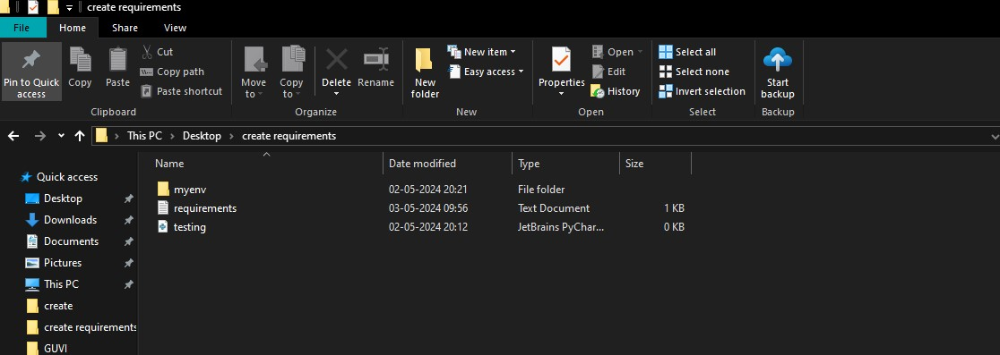 create requirements
File Home Share View
Pin to Quick access
Copy
Paste
Cut
Copy path
Paste shortcut
Clipboard
Move to
Copy to
Delete
Rename
Organize
New folder
New item
Easy access
New
Properties
Open
Edit
History
Open
Select all
Select none
Invert selection
Select
Start backup
Backup
This PC > Desktop > create requirements
Name Date modified Type Size
Quick access
Desktop
Downloads
Documents
Pictures
This PC
create
create requirements
GUVI
myenv 02-05-2024 20:21 File folder
requirements 03-05-2024 09:56 Text Document 1 KB
testing 02-05-2024 20:12 JetBrains PyChar... 0 KB